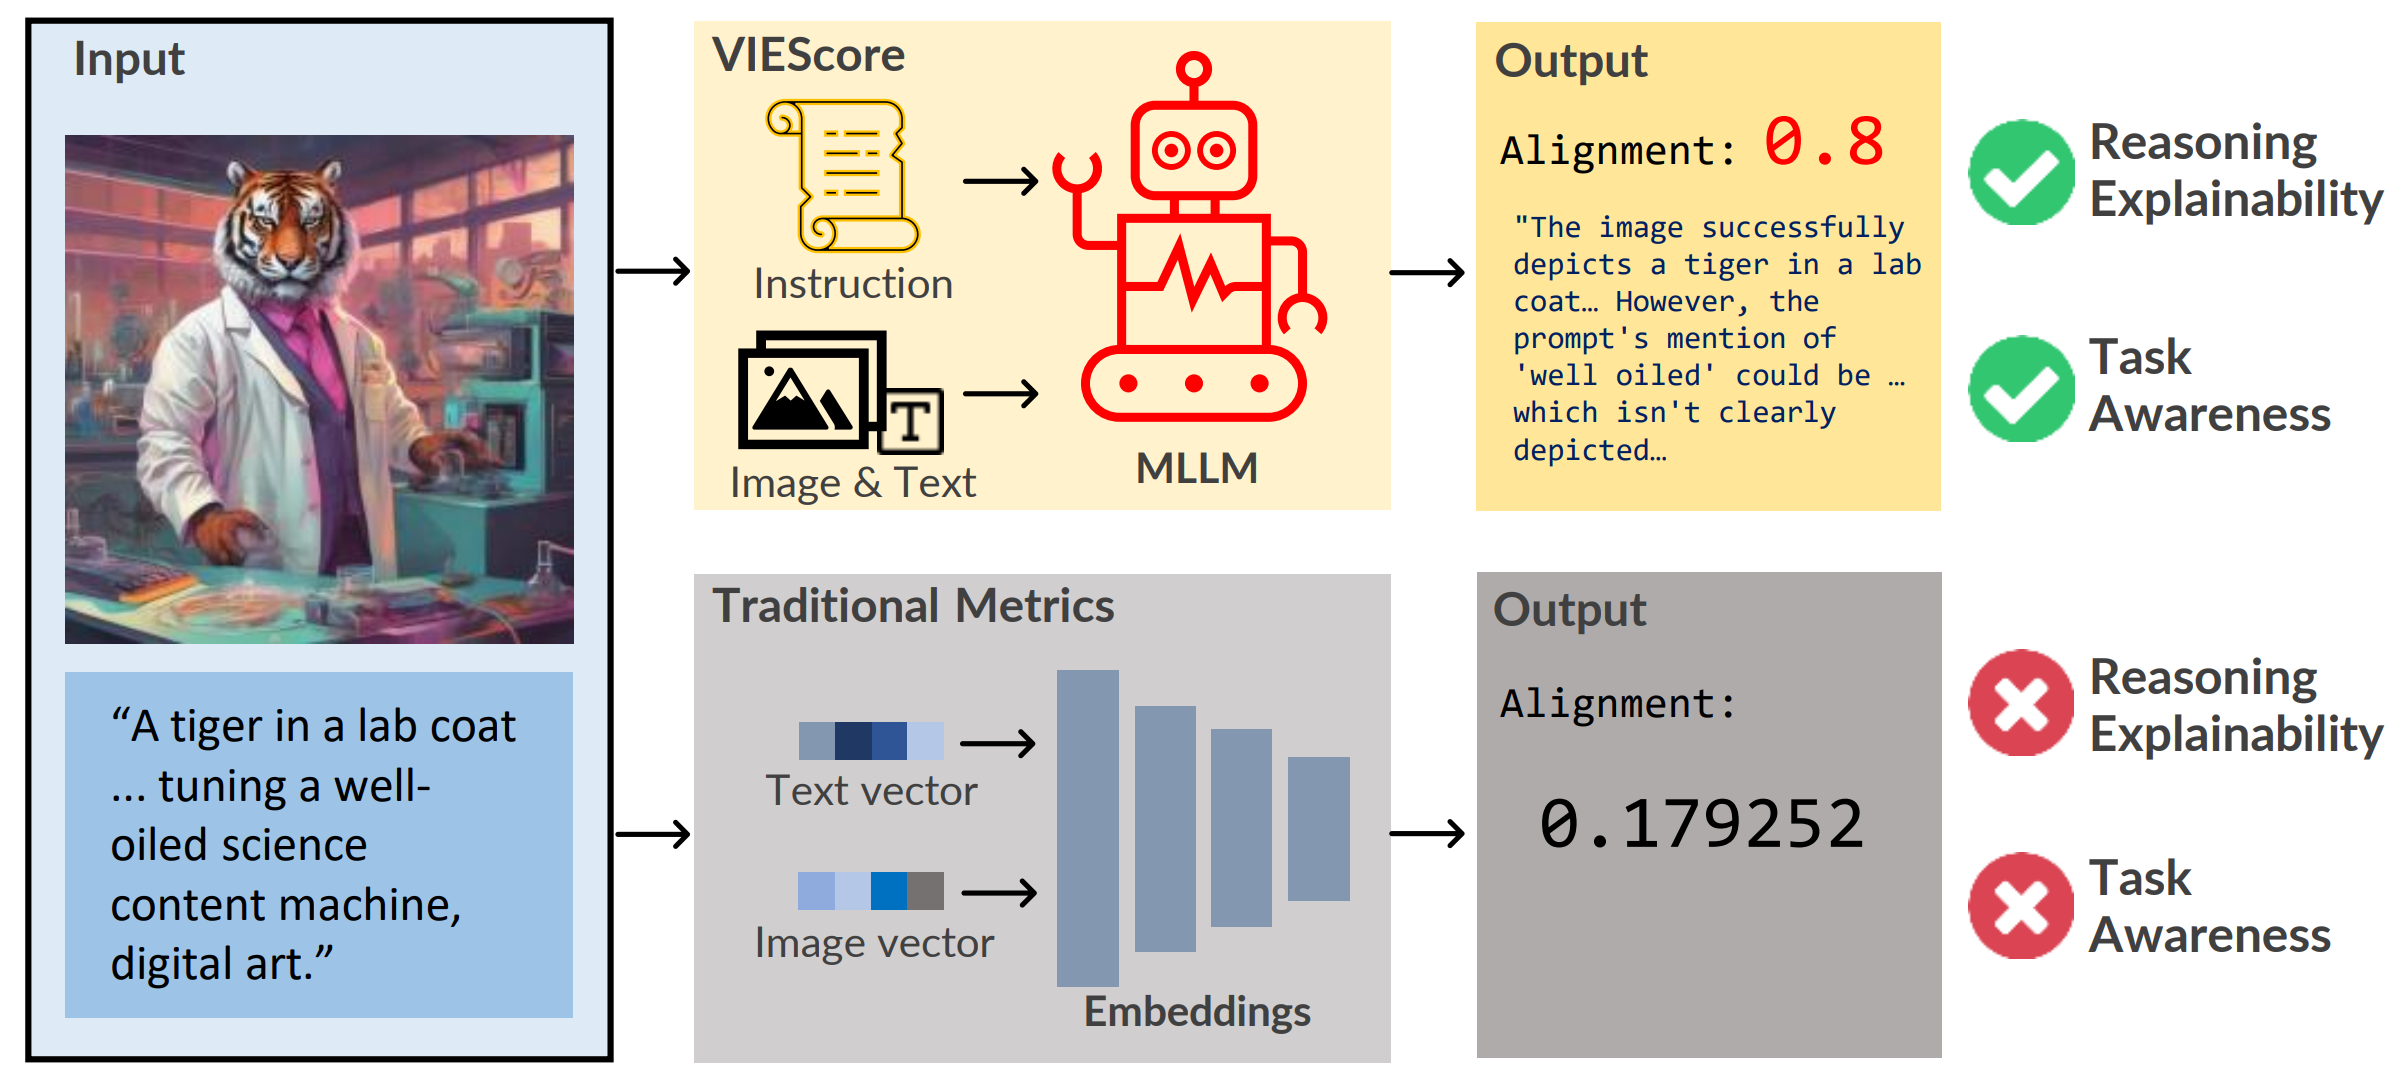 Input
“A tiger in a lab coat
... tuning a well-
oiled science
content machine,
digital art.”
VIEScore
Instruction
Image & Text
MLLM
Output
Alignment: 0.8
"The image successfully
depicts a tiger in a lab
coat… However, the
prompt's mention of
'well oiled' could be …
which isn't clearly
depicted…
Reasoning
Explainability
Task
Awareness
Traditional Metrics
Text vector
Image vector
Embeddings
Output
Alignment:
0.179252
Reasoning
Explainability
Task
Awareness